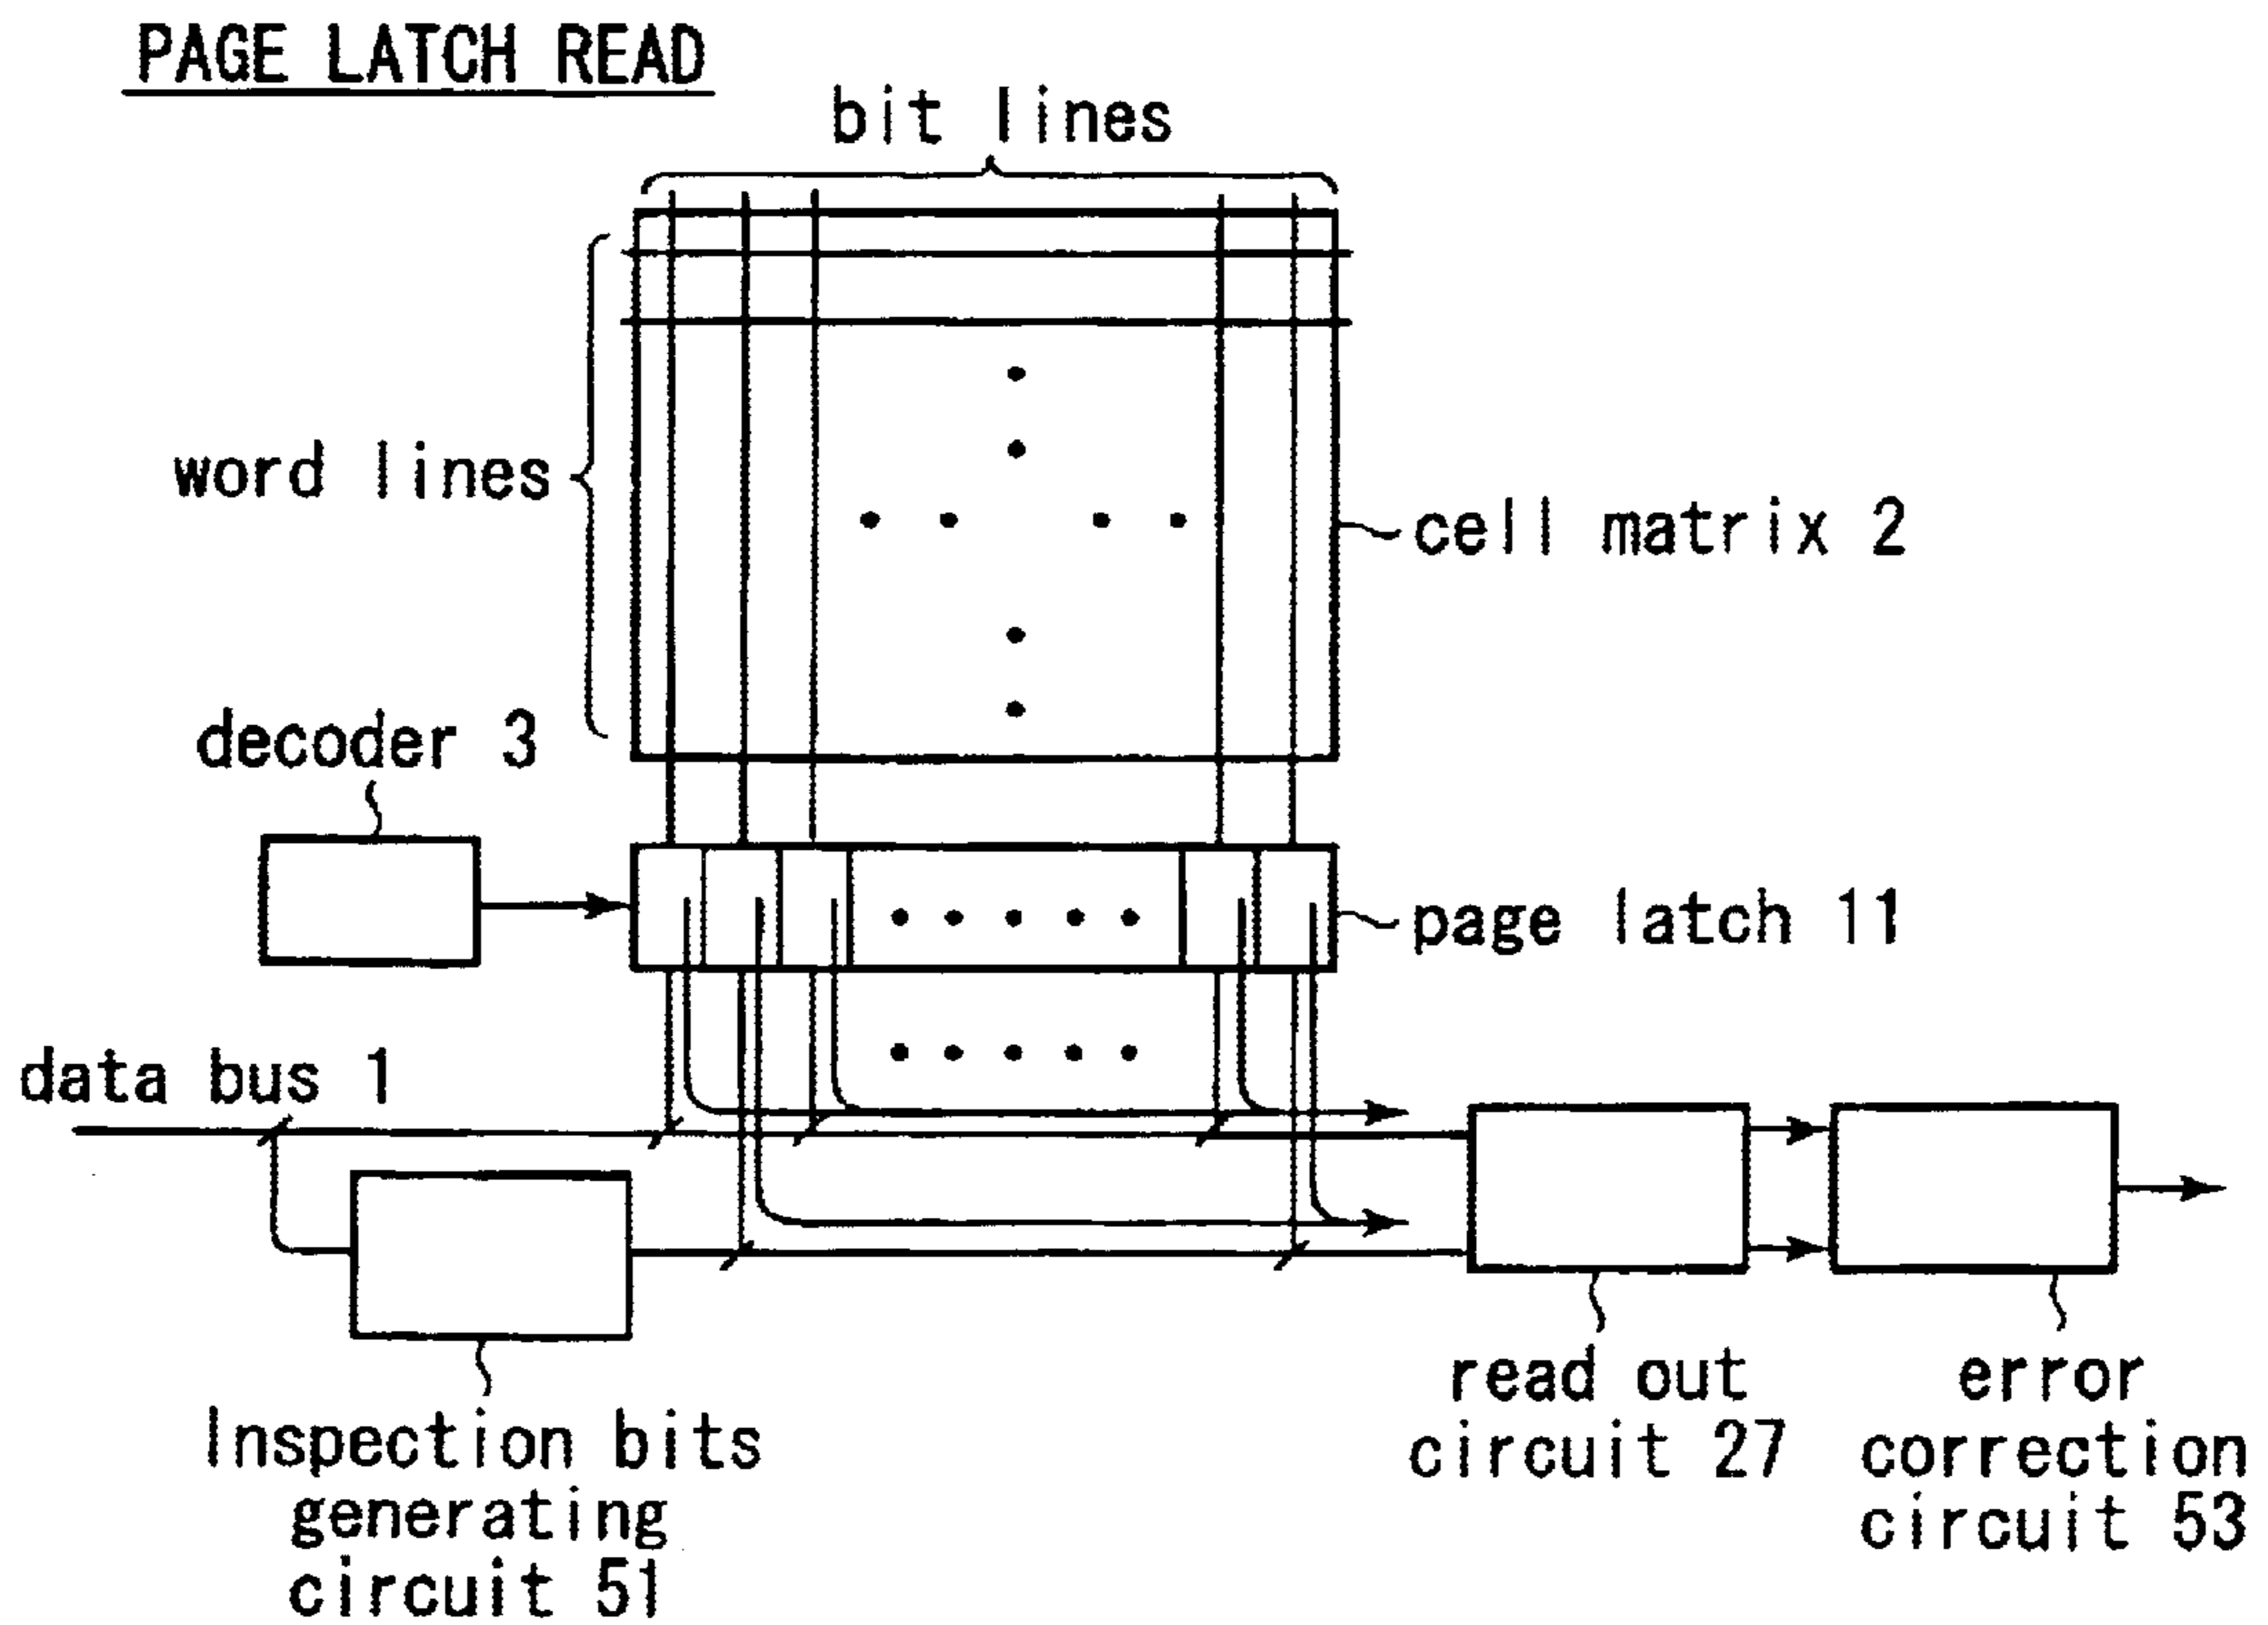 PAGE LATCH READ
bit lines
word lines
cell matrix 2
decoder 3
page latch 11
data bus 1
read out
circuit 27
error
correction
circuit 53
Inspection bits
generating
circuit 51